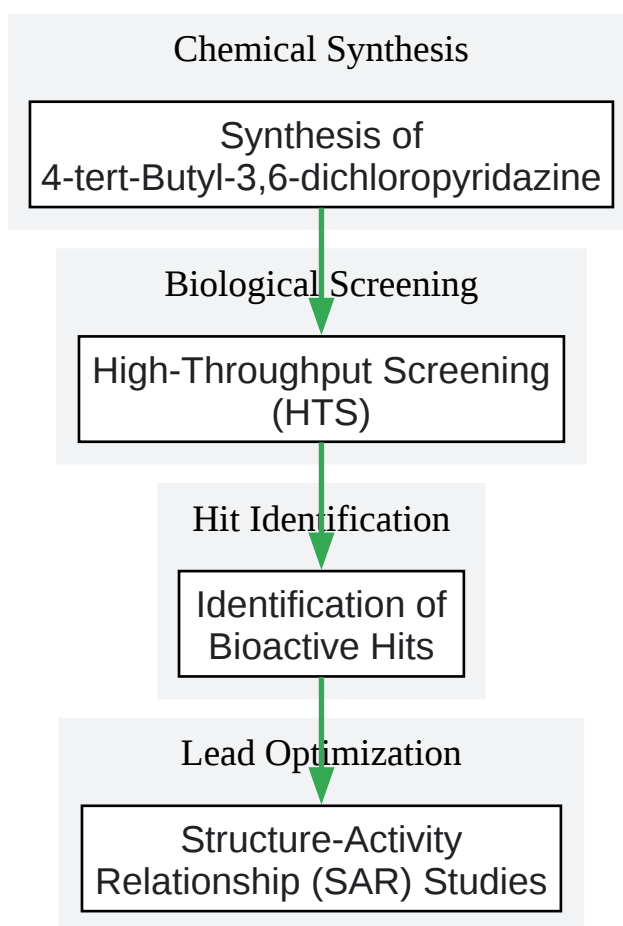 Chemical Synthesis
Synthesis of
4-tert-Butyl-3,6-dichloropyridazine
Biological Screening
High-Throughput Screening
(HTS)
Hit Identification
Identification of
Bioactive Hits
Lead Optimization
Structure-Activity
Relationship (SAR) Studies